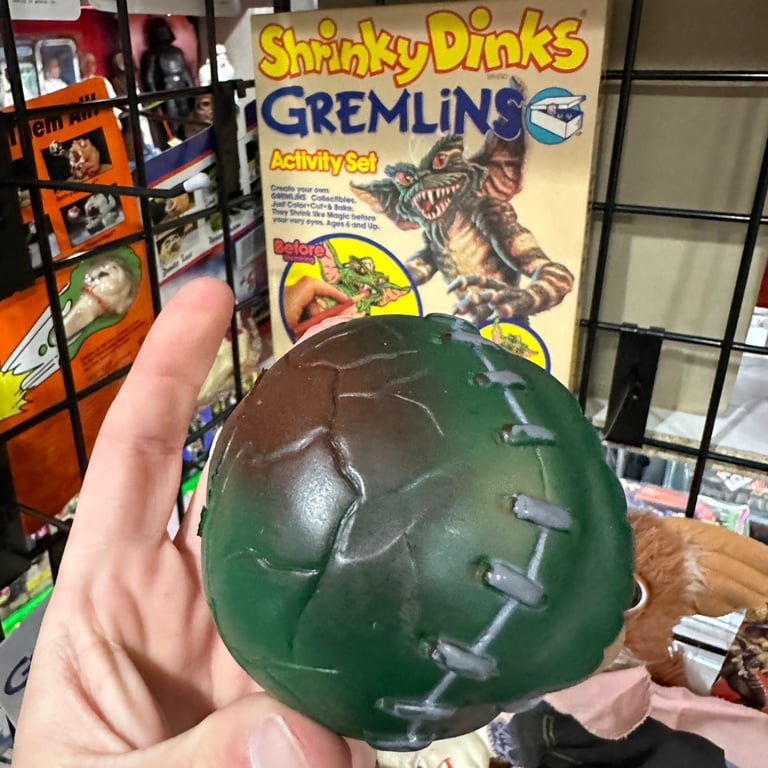 Shrinky Dinks
GREMLINS
Activity Set
Create your own
GREMLINS Collectibles.
Just Color•Cut•& Bake.
They Shrink like Magic before
your very eyes. Ages 6 and Up.
Before